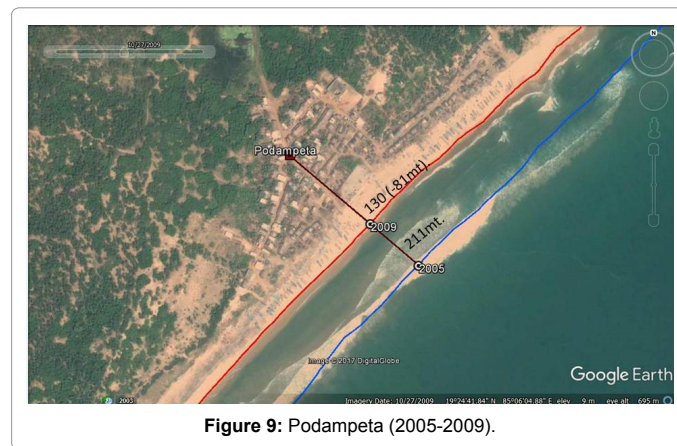 10/27/2009
N
Podampeta
130 (-81mt)
2009
211mt.
2005
Image © 2017 DigitalGlobe
Google Earth
2003
Imagery Date: 10/27/2009 19°24'41.84" N 85°06'04.88" E elev 9 m eye alt 695 m
Figure 9: Podampeta (2005-2009).